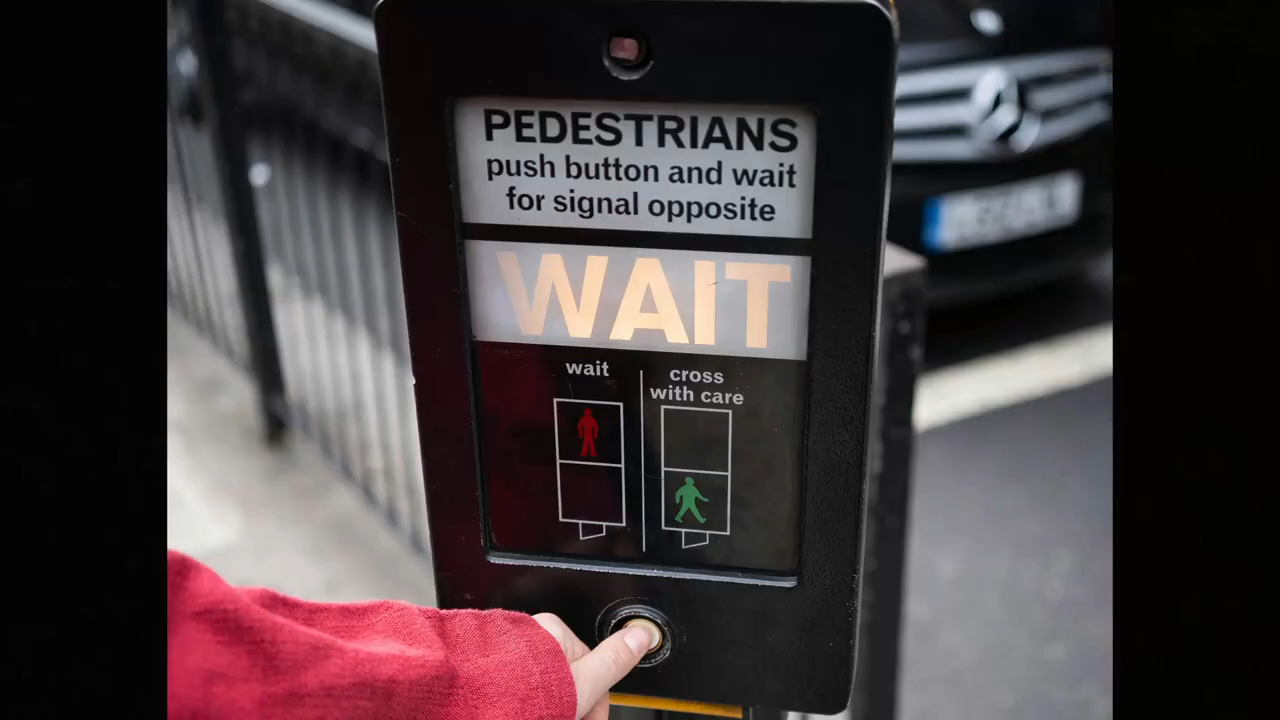 PEDESTRIANS
push button and wait
for signal opposite
WAIT
wait
cross
with care